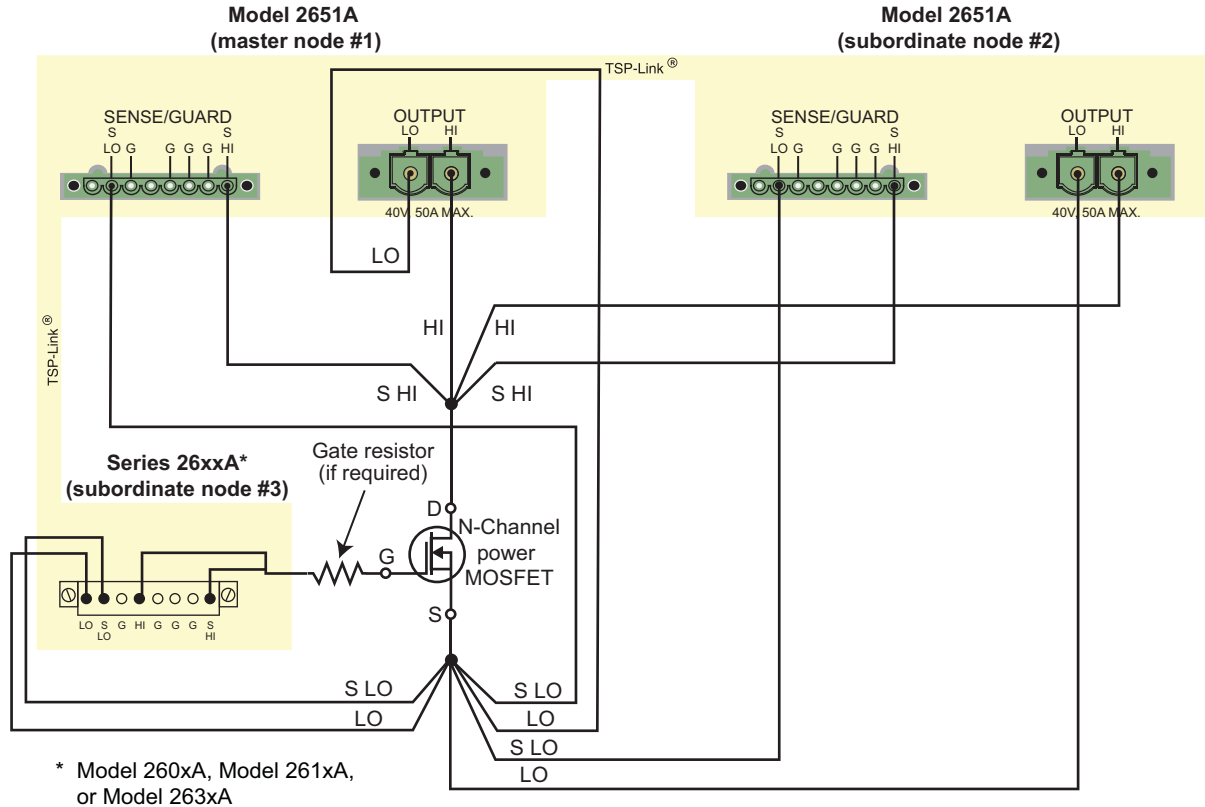 Model 2651A
(master node #1)
Model 2651A
(subordinate node #2)
TSP-Link ®
SENSE/GUARD
S S
LO G G G G HI
OUTPUT
LO HI
40V, 50A MAX.
SENSE/GUARD
S S
LO G G G G HI
OUTPUT
LO HI
40V, 50A MAX.
LO
TSP-Link ®
HI HI
S HI S HI
Series 26xxA*
(subordinate node #3)
Gate resistor
(if required)
D
N-Channel
power
MOSFET
G
S
LO S G HI G G G S
LO HI
S LO S LO
LO LO
S LO
LO
* Model 260xA, Model 261xA,
or Model 263xA